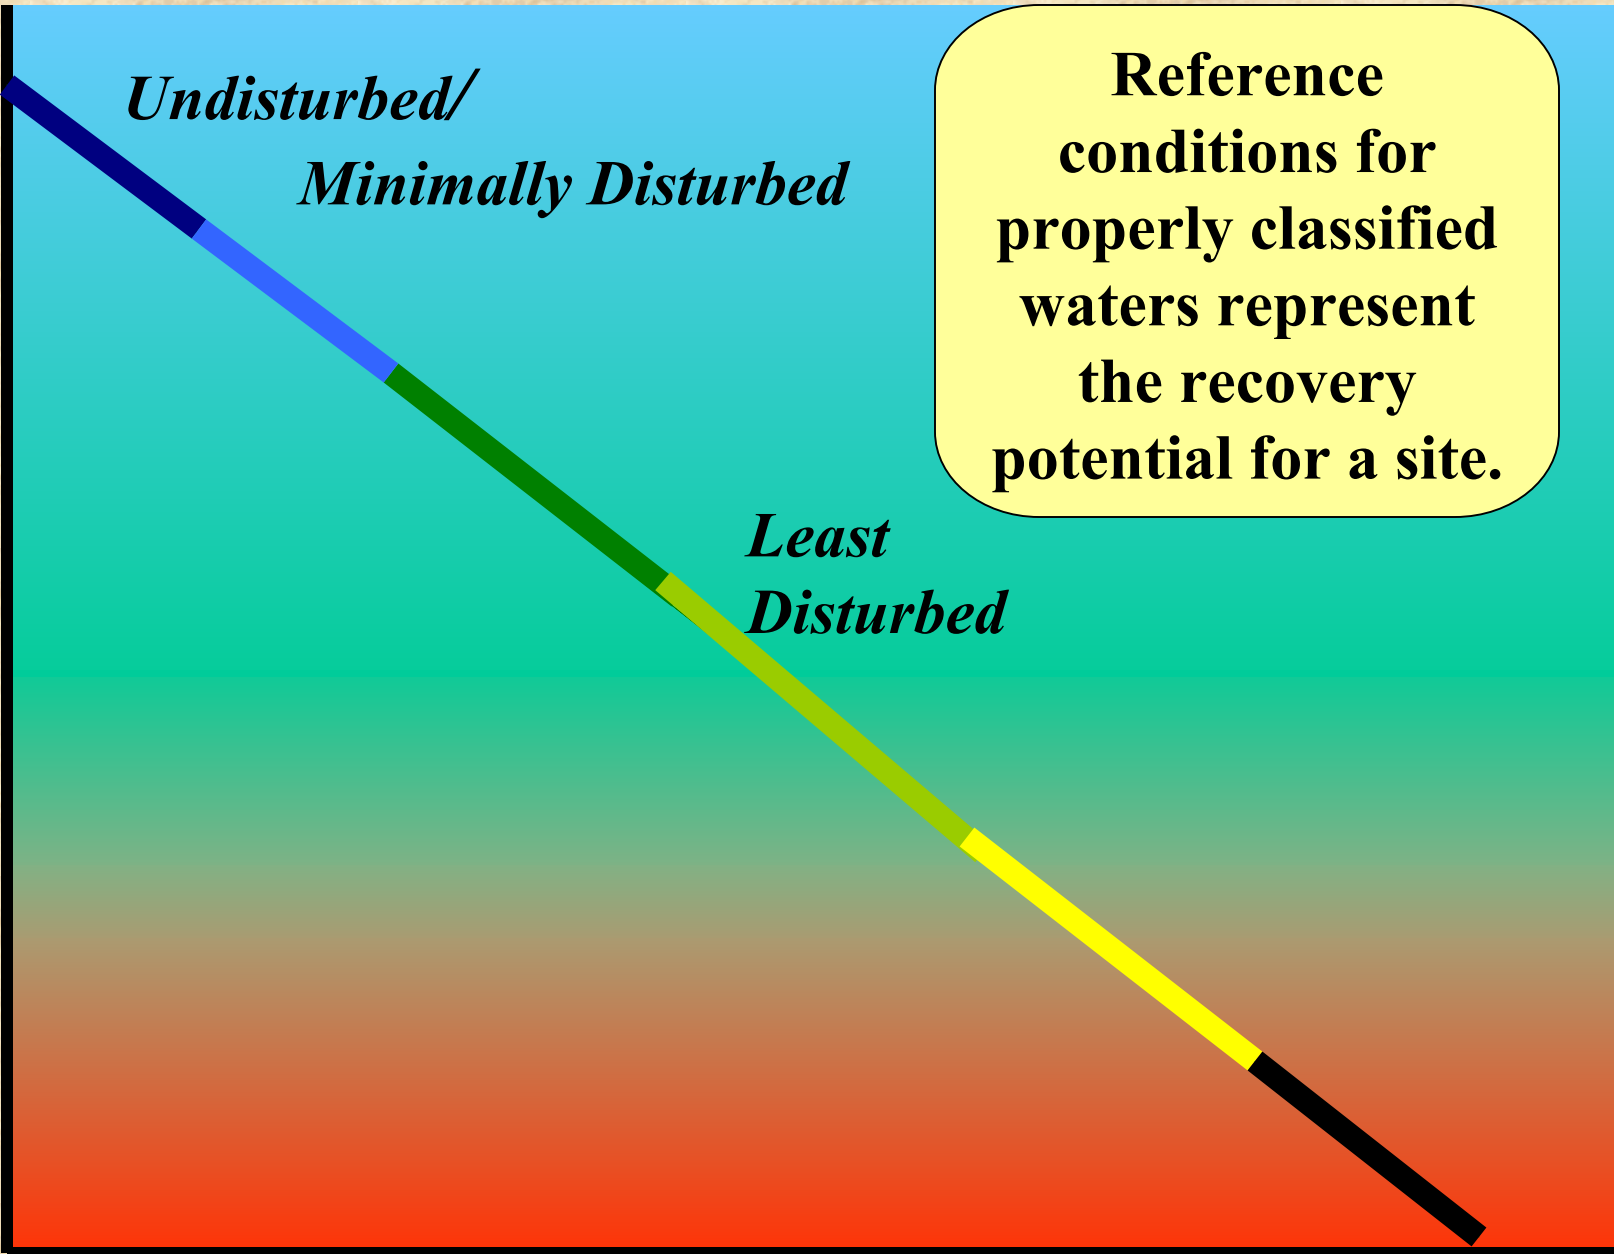 Undisturbed/
Minimally Disturbed
Reference
conditions for
properly classified
waters represent
the recovery
potential for a site.
Least
Disturbed